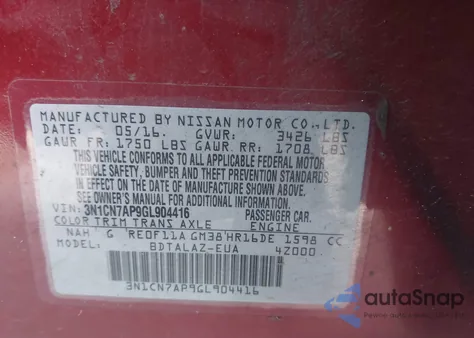 MANUFACTURED BY NISSAN MOTOR CO., LTD.
DATE: 05/16. GVWR: 3426 LBS
GAWR FR: 1750 LBS GAWR RR: 1708 LBS
THIS VEHICLE CONFORMS TO ALL APPLICABLE FEDERAL MOTOR
VEHICLE SAFETY, BUMPER AND THEFT PREVENTION STANDARDS
IN EFFECT ON THE DATE OF MANUFACTURE SHOWN ABOVE.
SEE OWNER'S MANUAL FOR ADDITIONAL INFORMATION.
VIN: 3N1CN7AP9GL904416 PASSENGER CAR.
COLOR TRIM TRANS AXLE ENGINE
NAH G REOF11A GM38 HR16DE 1598 CC
MODEL BDTALAZ-EUA 42000
3N1CN7AP9GL904416
autoSnap